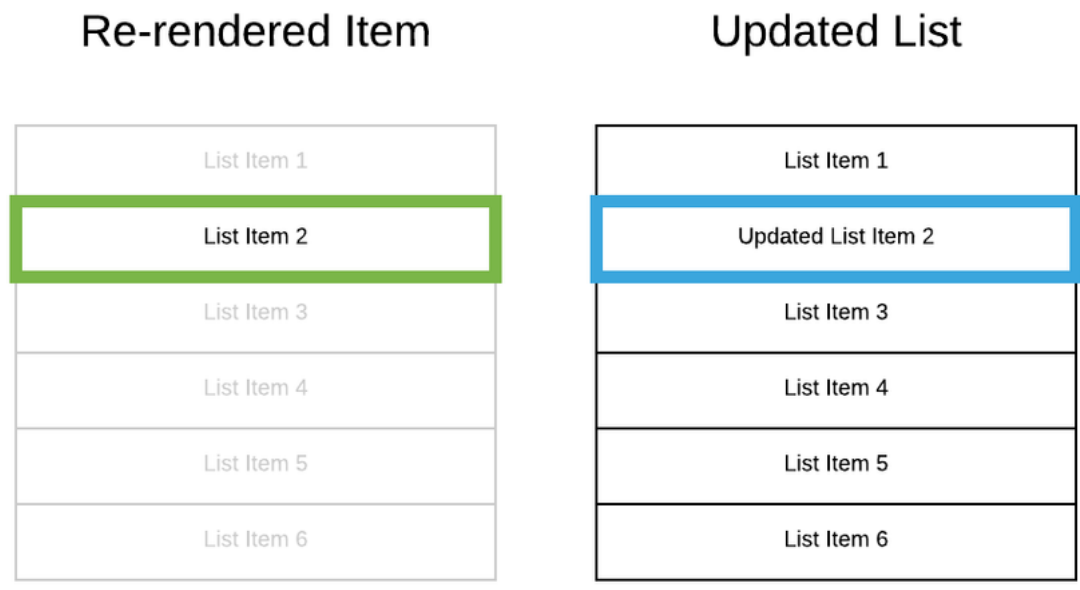 Re-rendered Item
List Item 1
List Item 2
List Item 3
List Item 4
List Item 5
List Item 6
Updated List
List Item 1
Updated List Item 2
List Item 3
List Item 4
List Item 5
List Item 6